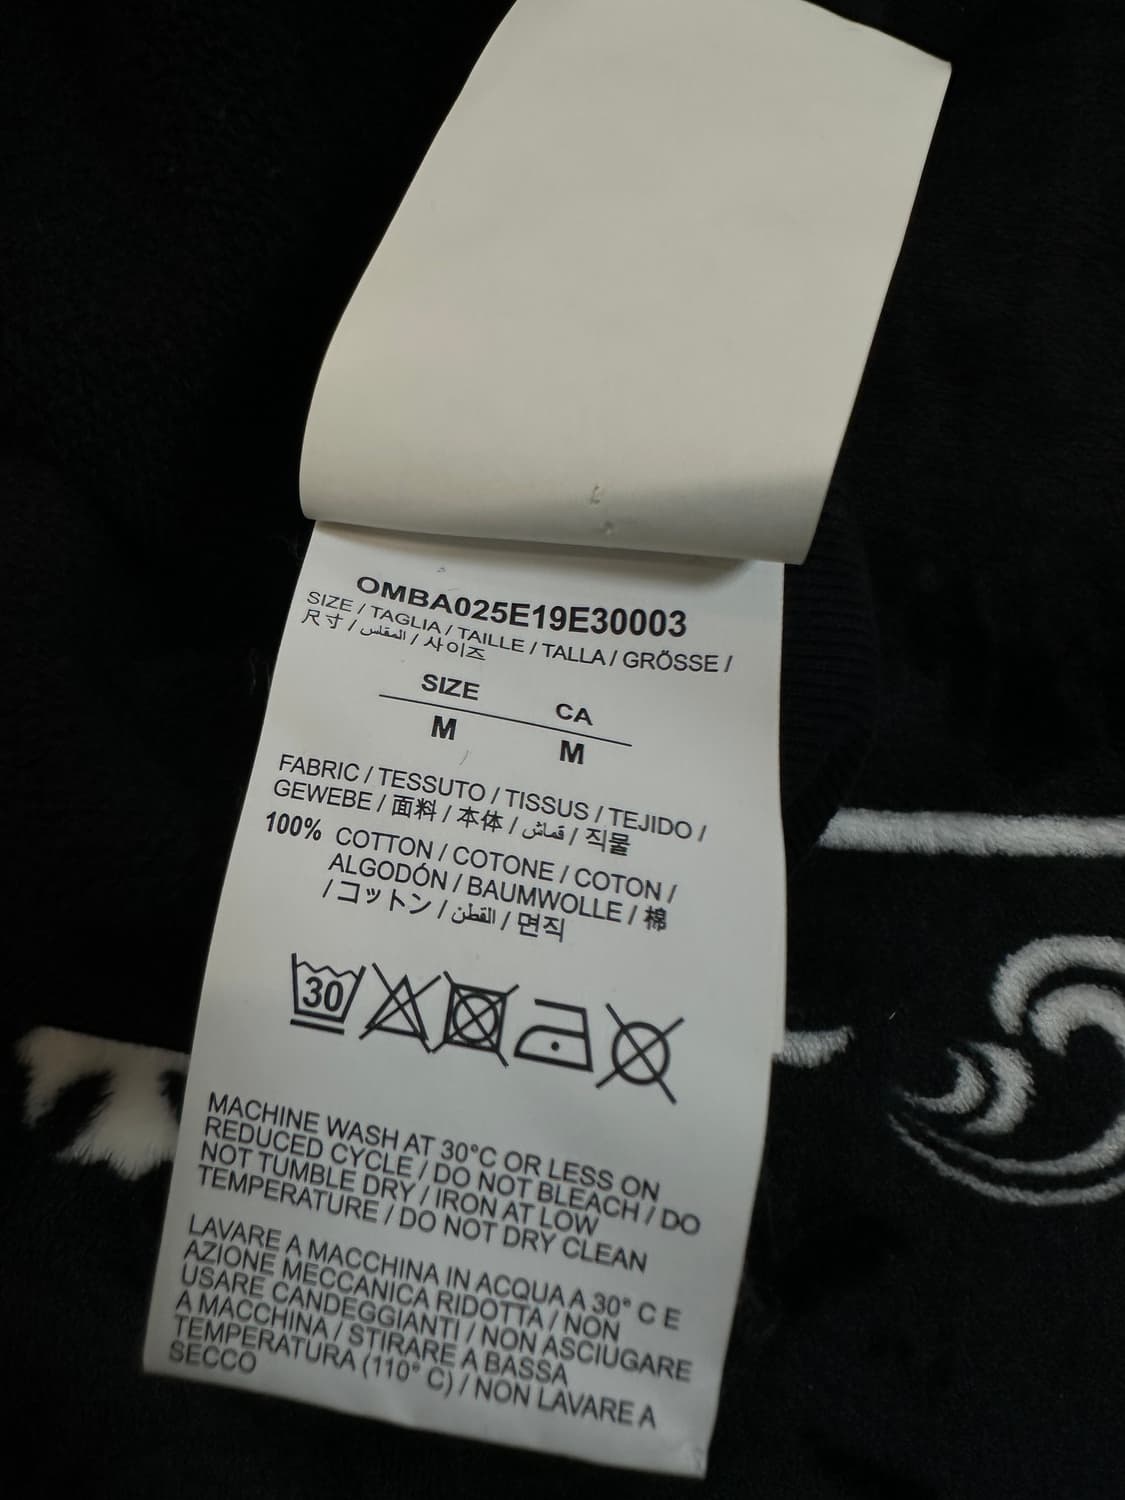 OMBA025E19E30003
SIZE / TAGLIA / TAILLE / TALLA / GRÖSSE /
尺寸 / المقاس / 사이즈
SIZE CA
M M
FABRIC / TESSUTO / TISSUS / TEJIDO /
GEWEBE / 面料 / 本体 / قماش / 직물
100% COTTON / COTONE / COTON /
ALGODÓN / BAUMWOLLE / 棉
/ コットン / القطن / 면직
30
MACHINE WASH AT 30°C OR LESS ON
REDUCED CYCLE / DO NOT BLEACH / DO
NOT TUMBLE DRY / IRON AT LOW
TEMPERATURE / DO NOT DRY CLEAN
LAVARE A MACCHINA IN ACQUA A 30° C E
AZIONE MECCANICA RIDOTTA / NON
USARE CANDEGGIANTI / NON ASCIUGARE
A MACCHINA / STIRARE A BASSA
TEMPERATURA (110° C) / NON LAVARE A
SECCO